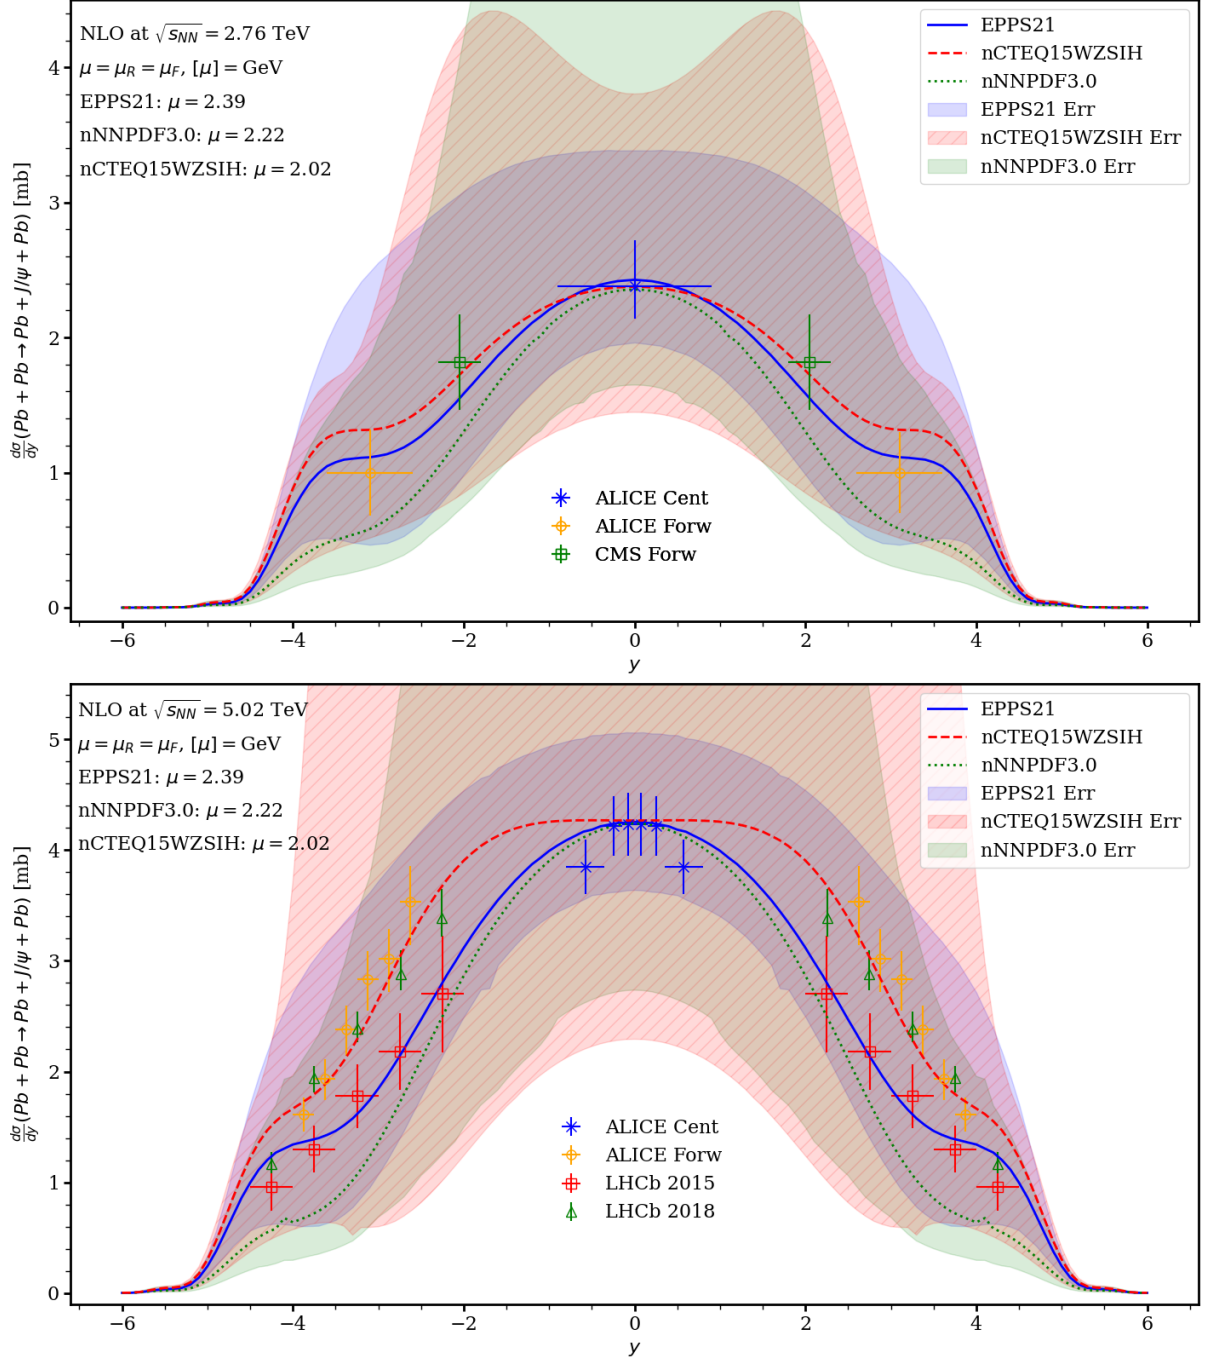 NLO at √s_NN = 2.76 TeV
μ = μ_R = μ_F, [μ] = GeV
EPPS21: μ = 2.39
nNNPDF3.0: μ = 2.22
nCTEQ15WZSIH: μ = 2.02
EPPS21
nCTEQ15WZSIH
nNNPDF3.0
EPPS21 Err
nCTEQ15WZSIH Err
nNNPDF3.0 Err
dσ/dy (Pb + Pb → Pb + J/ψ + Pb) [mb]
4
3
2
1
0
ALICE Cent
ALICE Forw
CMS Forw
−6 −4 −2 0 2 4 6
y
NLO at √s_NN = 5.02 TeV
μ = μ_R = μ_F, [μ] = GeV
EPPS21: μ = 2.39
nNNPDF3.0: μ = 2.22
nCTEQ15WZSIH: μ = 2.02
EPPS21
nCTEQ15WZSIH
nNNPDF3.0
EPPS21 Err
nCTEQ15WZSIH Err
nNNPDF3.0 Err
dσ/dy (Pb + Pb → Pb + J/ψ + Pb) [mb]
5
4
3
2
1
0
ALICE Cent
ALICE Forw
LHCb 2015
LHCb 2018
−6 −4 −2 0 2 4 6
y